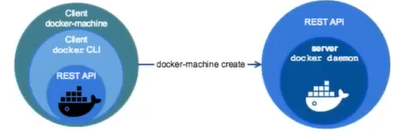 Client
docker-machine
Client
docker CLI
REST API
docker-machine create
REST API
server
docker daemon